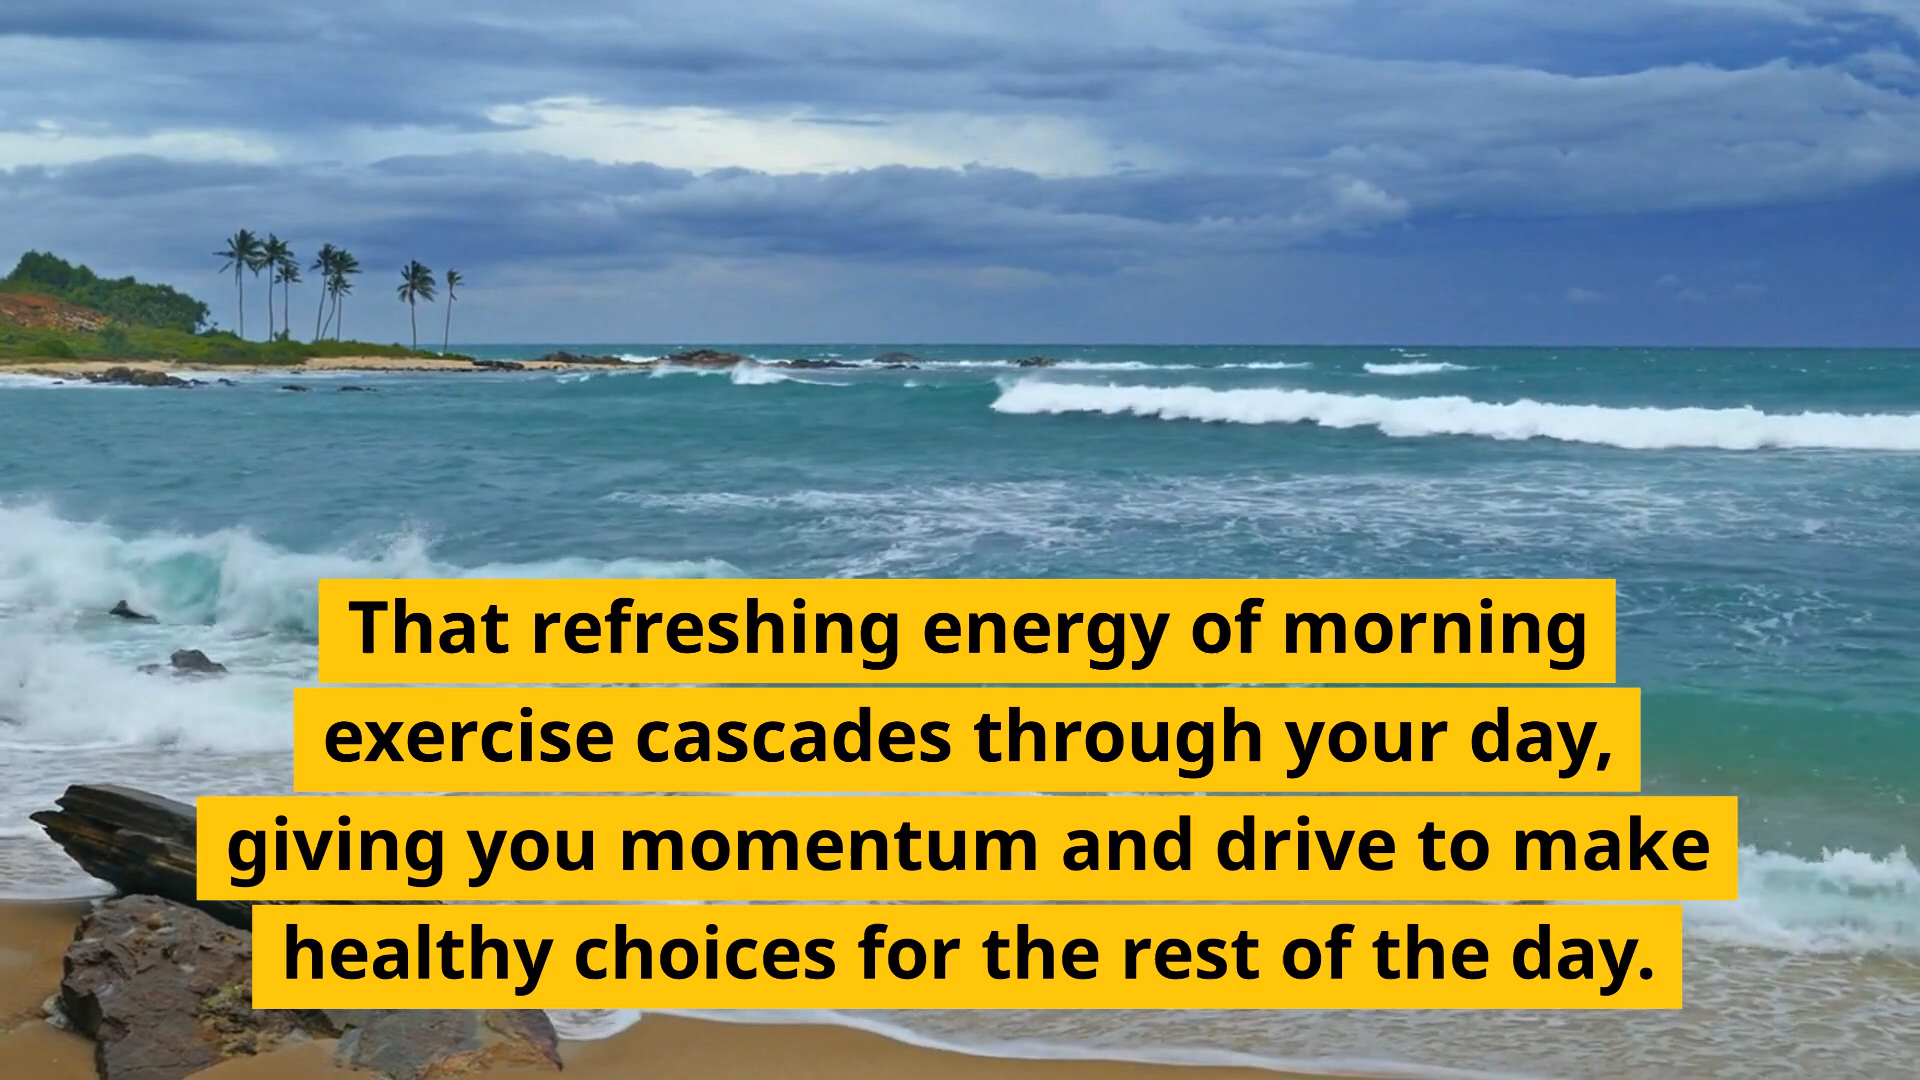 That refreshing energy of morning
exercise cascades through your day,
giving you momentum and drive to make
healthy choices for the rest of the day.